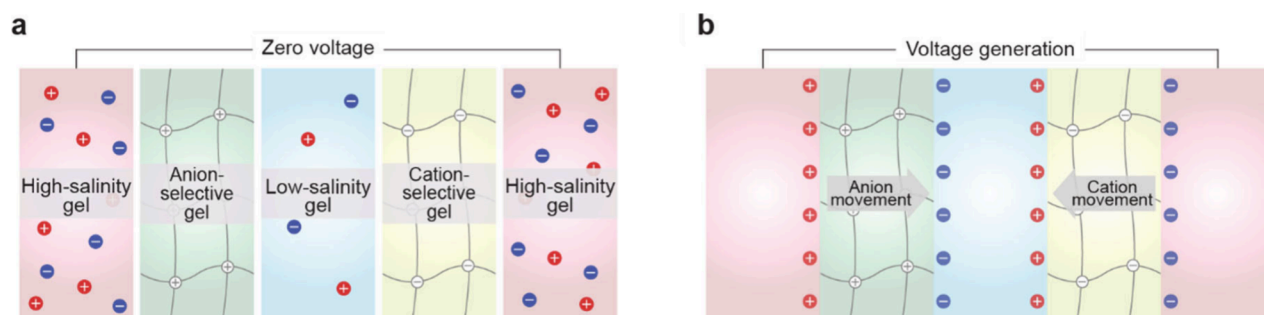 a
Zero voltage
High-salinity
gel
Anion-
selective
gel
Low-salinity
gel
Cation-
selective
gel
High-salinity
gel
b
Voltage generation
Anion
movement
Cation
movement